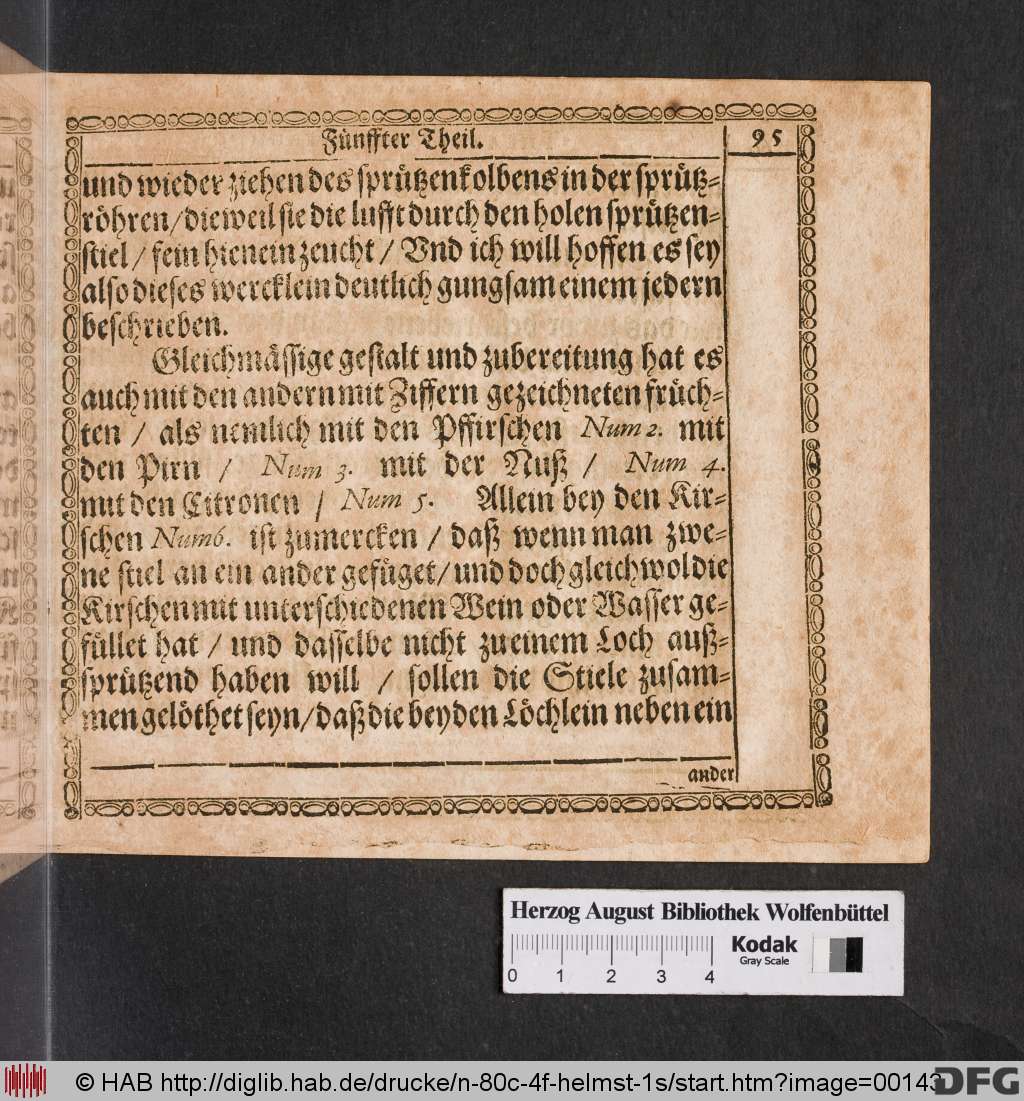 Fünffter Theil. 95
und wieder ziehen des sprützenkolbens in der sprütz-
röhren/dieweil sie die lufft durch den holen sprützen-
stiel / fein hienein zeucht / Vnd ich will hoffen es sey
also dieses wercklein deutlich gungsam einem jedern
beschrieben.
Gleichmässige gestalt und zubereitung hat es
auch mit den andern mit Ziffern gezeichneten früch-
ten / als nemlich mit den Pffirschen Num 2. mit
den Pirn / Num 3. mit der Nuß / Num 4.
mit den Citronen / Num 5. Allein bey den Kir-
schen Num6. ist zumercken / daß wenn man zwe-
ne stiel an ein ander gefüget/ und doch gleichwol die
Kirschen mit unterschiedenen Wein oder Wasser ge-
füllet hat / und dasselbe nicht zu einem Loch auß-
sprützend haben will / sollen die Stiele zusam-
men gelöthet seyn/daß die beyden Löchlein neben ein
ander
Herzog August Bibliothek Wolfenbüttel
0 1 2 3 4
Kodak
Gray Scale
© HAB http://diglib.hab.de/drucke/n-80c-4f-helmst-1s/start.htm?image=00143
DFG